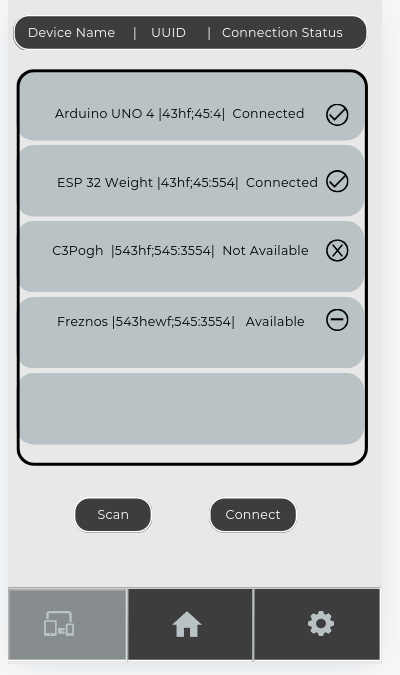 Device Name | UUID | Connection Status
Arduino UNO 4 |43hf;45:4| Connected
ESP 32 Weight |43hf;45:554| Connected
C3Pogh |543hf;545:3554| Not Available
Freznos |543hewf;545:3554| Available
Scan Connect